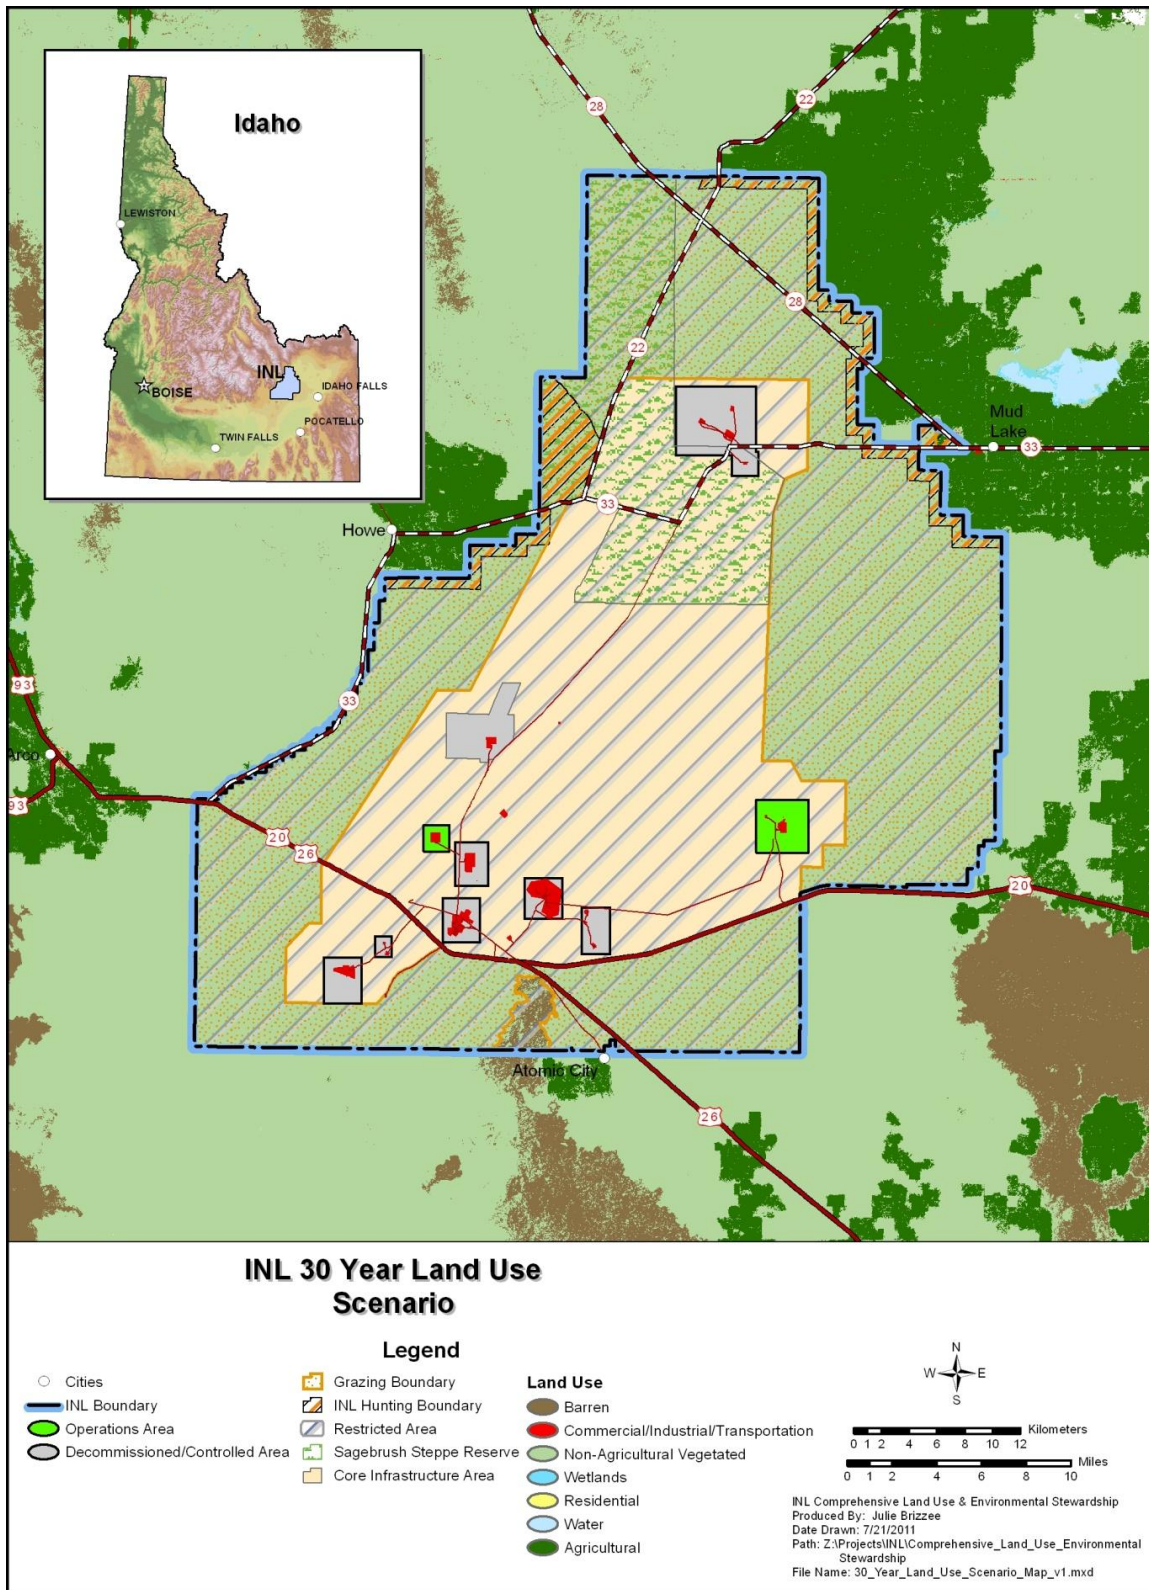 Idaho
LEWISTON
BOISE
INL
IDAHO FALLS
POCATELLO
TWIN FALLS
28
22
28
22
Mud
Lake
33
33
Howe
33
93
Arco
93
20
26
20
Atomic City
26
INL 30 Year Land Use
Scenario
Legend
Cities
INL Boundary
Operations Area
Decommissioned/Controlled Area
Grazing Boundary
INL Hunting Boundary
Restricted Area
Sagebrush Steppe Reserve
Core Infrastructure Area
Land Use
Barren
Commercial/Industrial/Transportation
Non-Agricultural Vegetated
Wetlands
Residential
Water
Agricultural
N
W E
S
Kilometers
0 1 2 4 6 8 10 12
Miles
0 1 2 4 6 8 10
INL Comprehensive Land Use & Environmental Stewardship
Produced By: Julie Brizzee
Date Drawn: 7/21/2011
Path: Z:\Projects\INL\Comprehensive_Land_Use_Environmental
Stewardship
File Name: 30_Year_Land_Use_Scenario_Map_v1.mxd